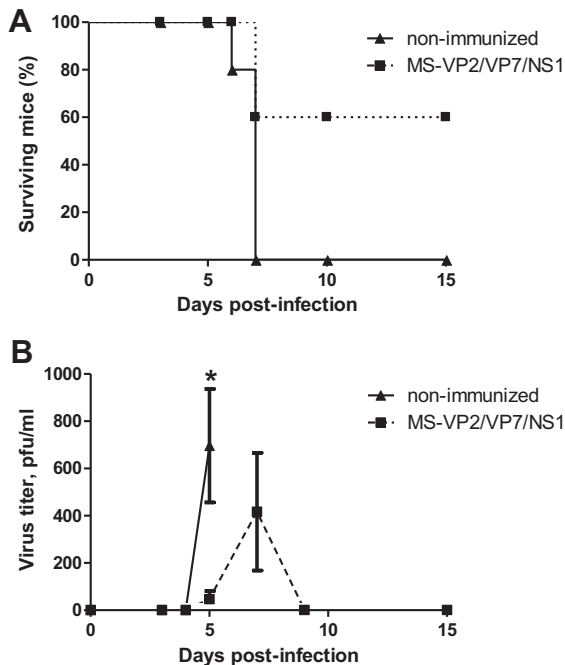 A
Surviving mice (%)
100
80
60
40
20
0
0 5 10 15
Days post-infection
non-immunized
MS-VP2/VP7/NS1
B
Virus titer, pfu/ml
1000
800
600
400
200
0
*
0 5 10 15
Days post-infection
non-immunized
MS-VP2/VP7/NS1